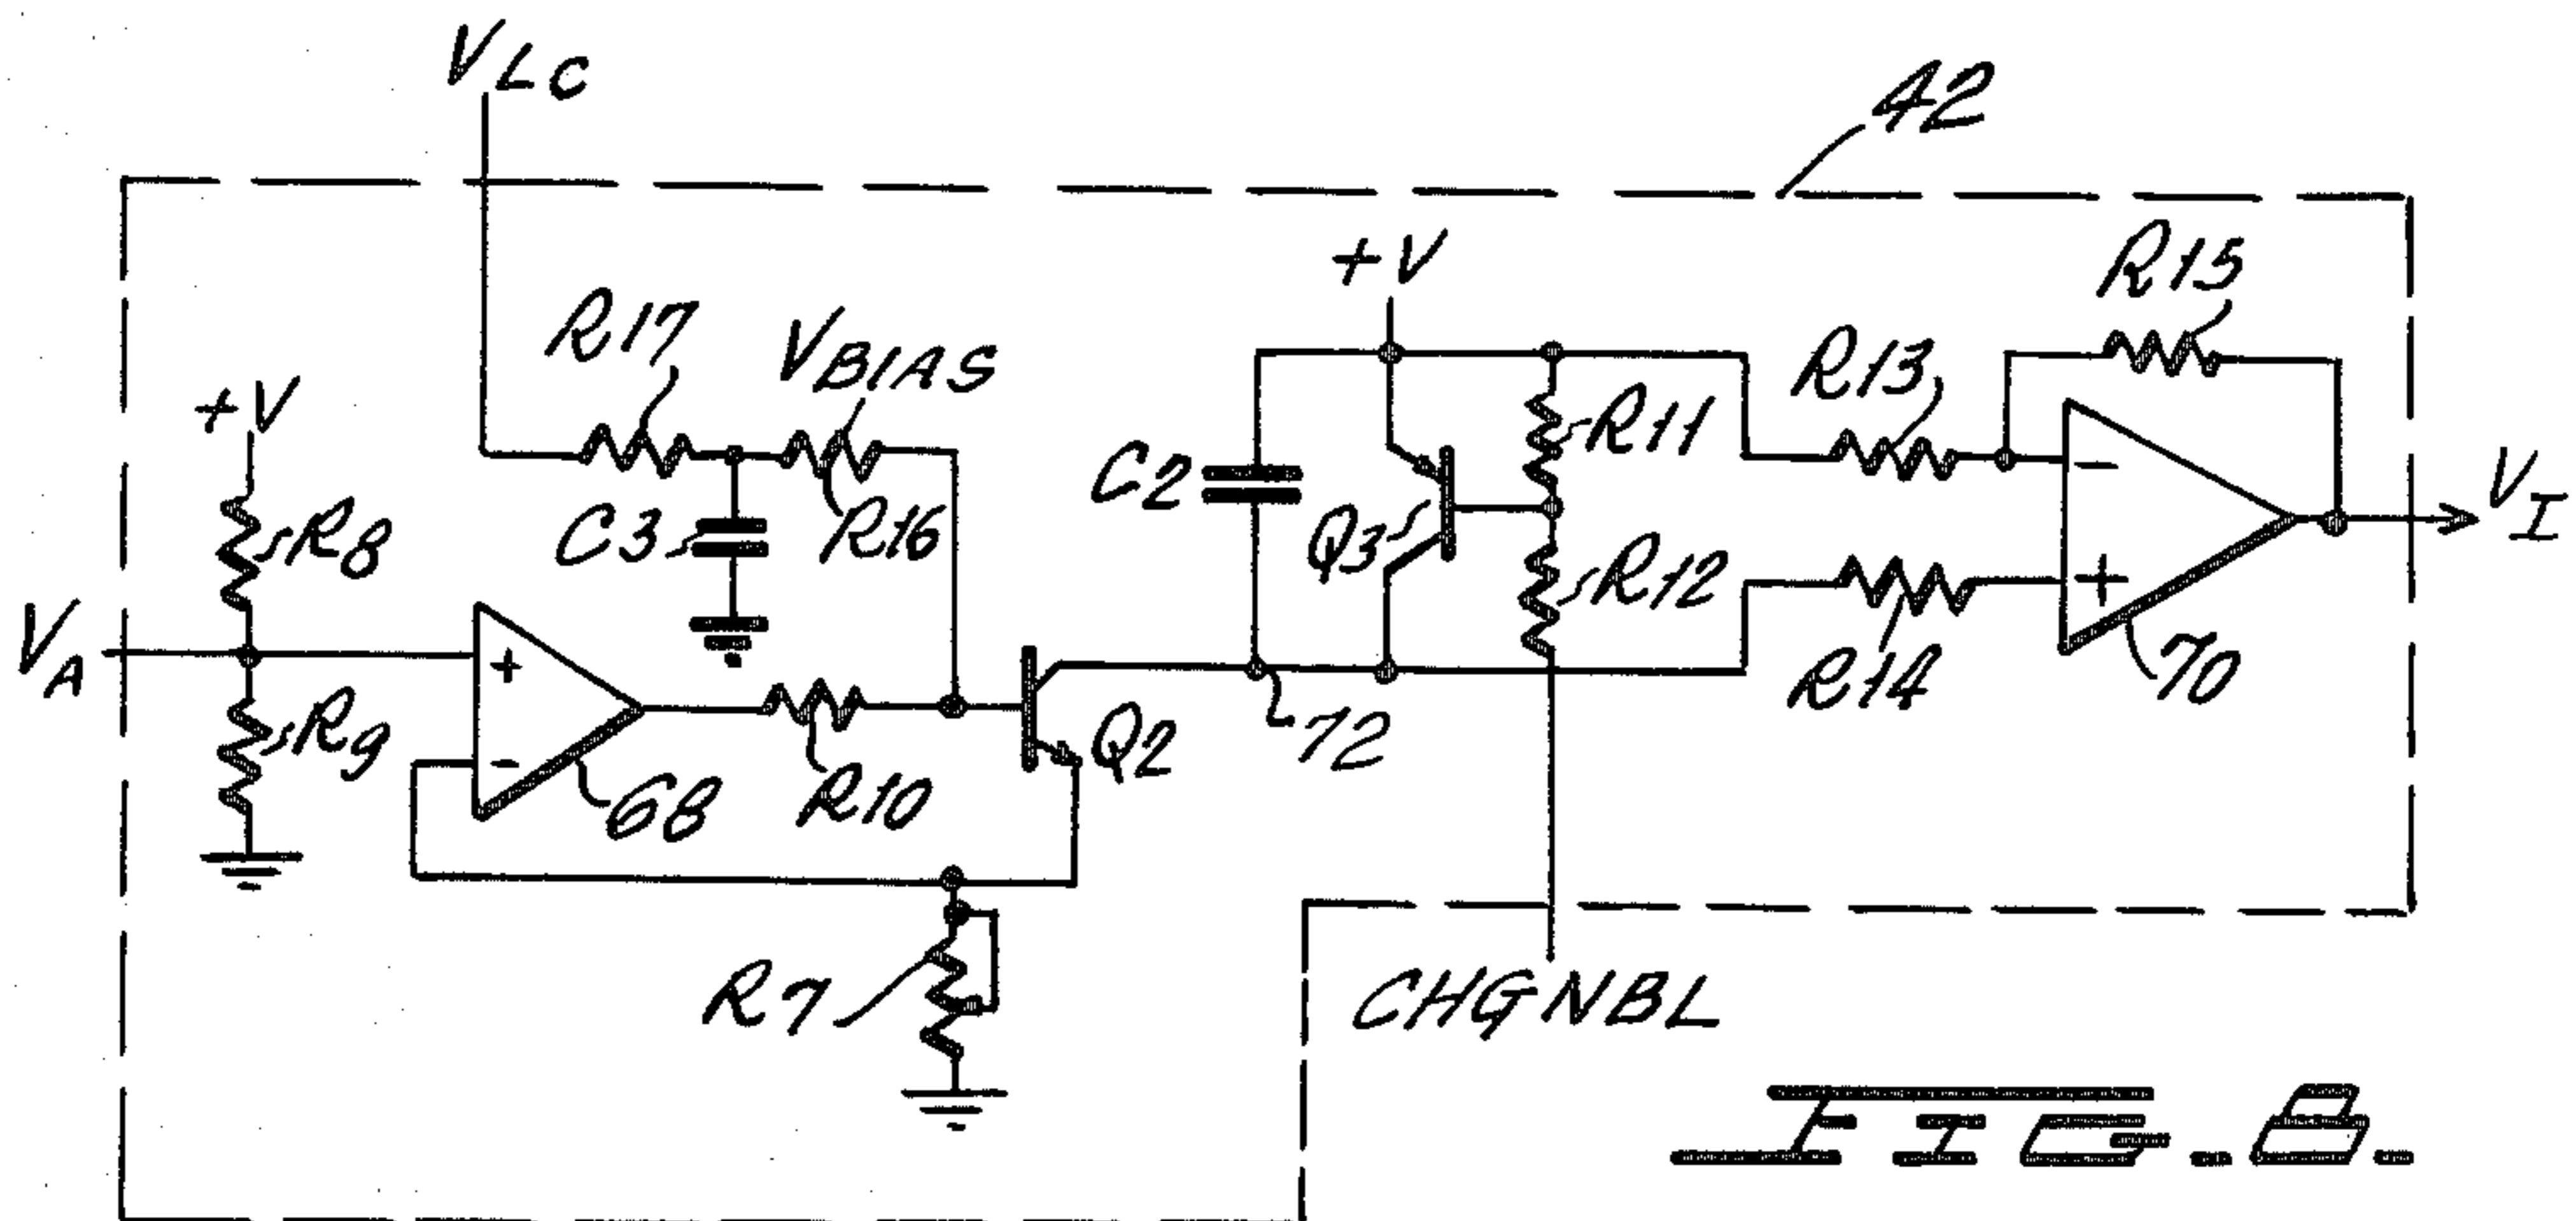 VLC
42
+V
R15
R17
VBIAS
R13
+V
R11
C2
R8
C3
R16
Q3
R12
VI
VA
+
-
-
+
R14
70
R9
68
R10
Q2
72
R7
CHGNBL
FIG. 8.